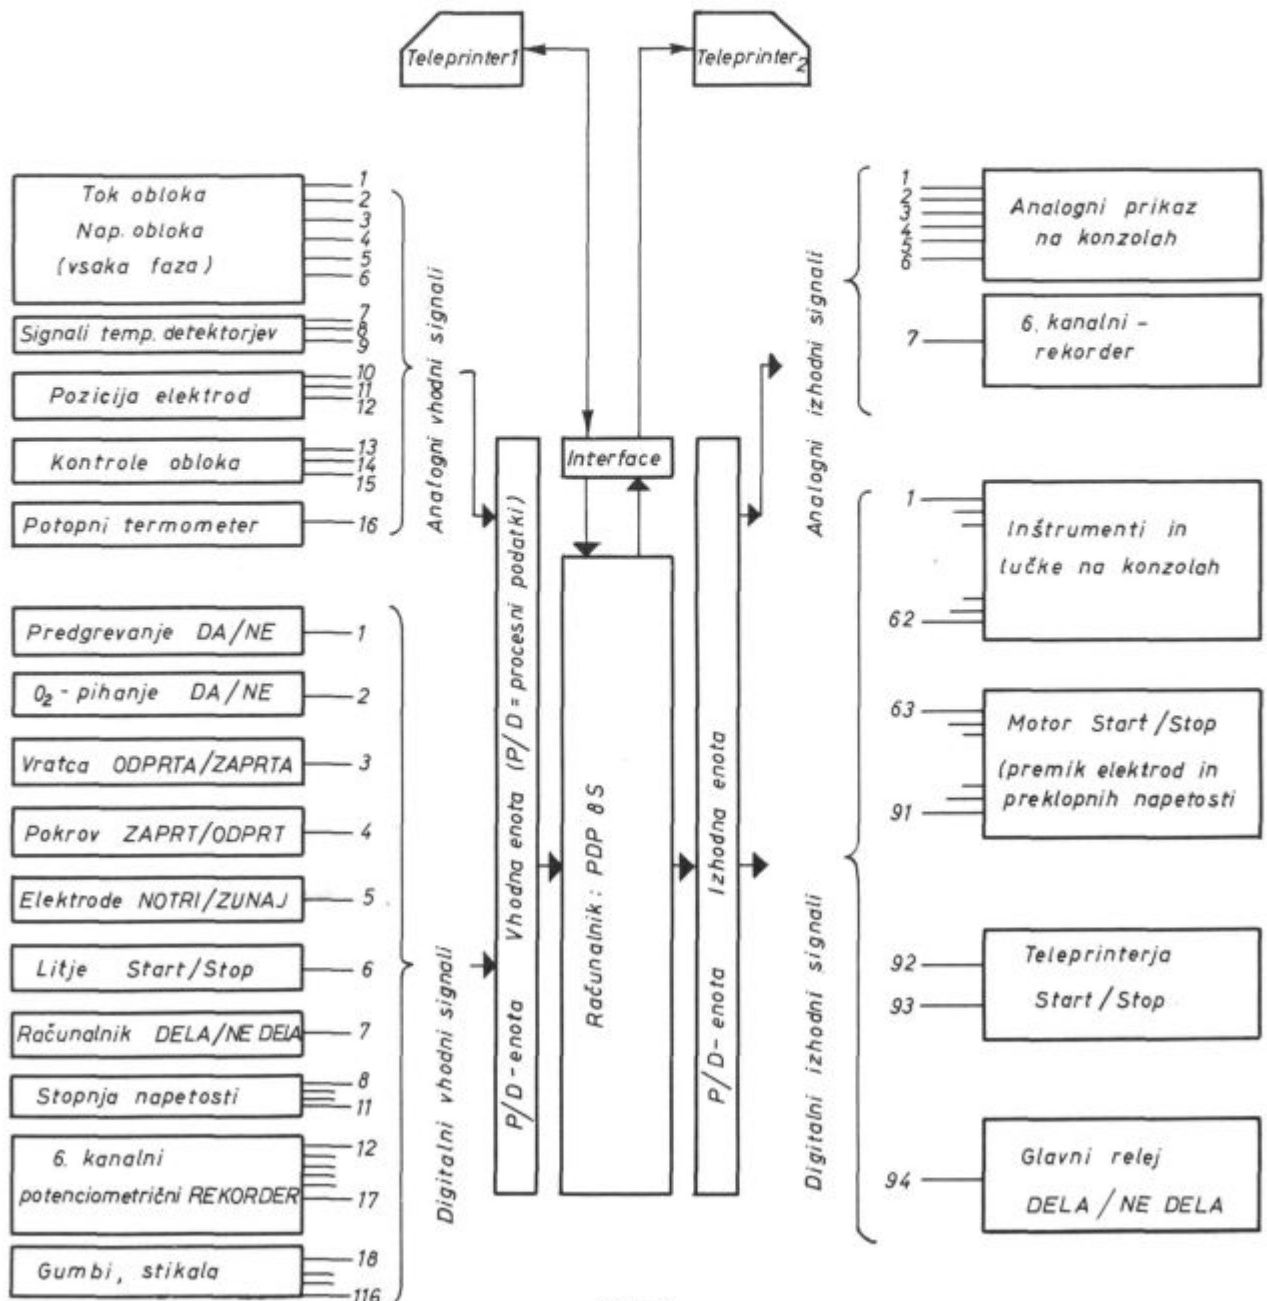 Teleprinter1
Teleprinter2
Tok obloka
Nap. obloka
(vsaka faza)
1
2
3
4
5
6
Signali temp. detektorjev
7
8
9
Pozicija elektrod
10
11
12
Kontrole obloka
13
14
15
Potopni termometer
16
Analogni vhodni signali
Predgrevanje DA/NE
1
O2 - pihanje DA/NE
2
Vratca ODPRTA/ZAPRTA
3
Pokrov ZAPRT/ODPRT
4
Elektrode NOTRI/ZUNAJ
5
Litje Start/Stop
6
Računalnik DELA/NE DELA
7
Stopnja napetosti
8
11
6. kanalni
potenciometrični REKORDER
12
17
Gumbi, stikala
18
116
Digitalni vhodni signali
P/D-enota Vhodna enota (P/D = procesni podatki)
Interface
Računalnik: PDP 8S
P/D-enota Izhodna enota
Analogni izhodni signali
1
2
3
4
5
6
Analogni prikaz
na konzolah
7
6. kanalni -
rekorder
Digitalni izhodni signali
1
62
Inštrumenti in
lučke na konzolah
63
91
Motor Start/Stop
(premik elektrod in
preklopnih napetosti
92
93
Teleprinterja
Start/Stop
94
Glavni relej
DELA / NE DELA